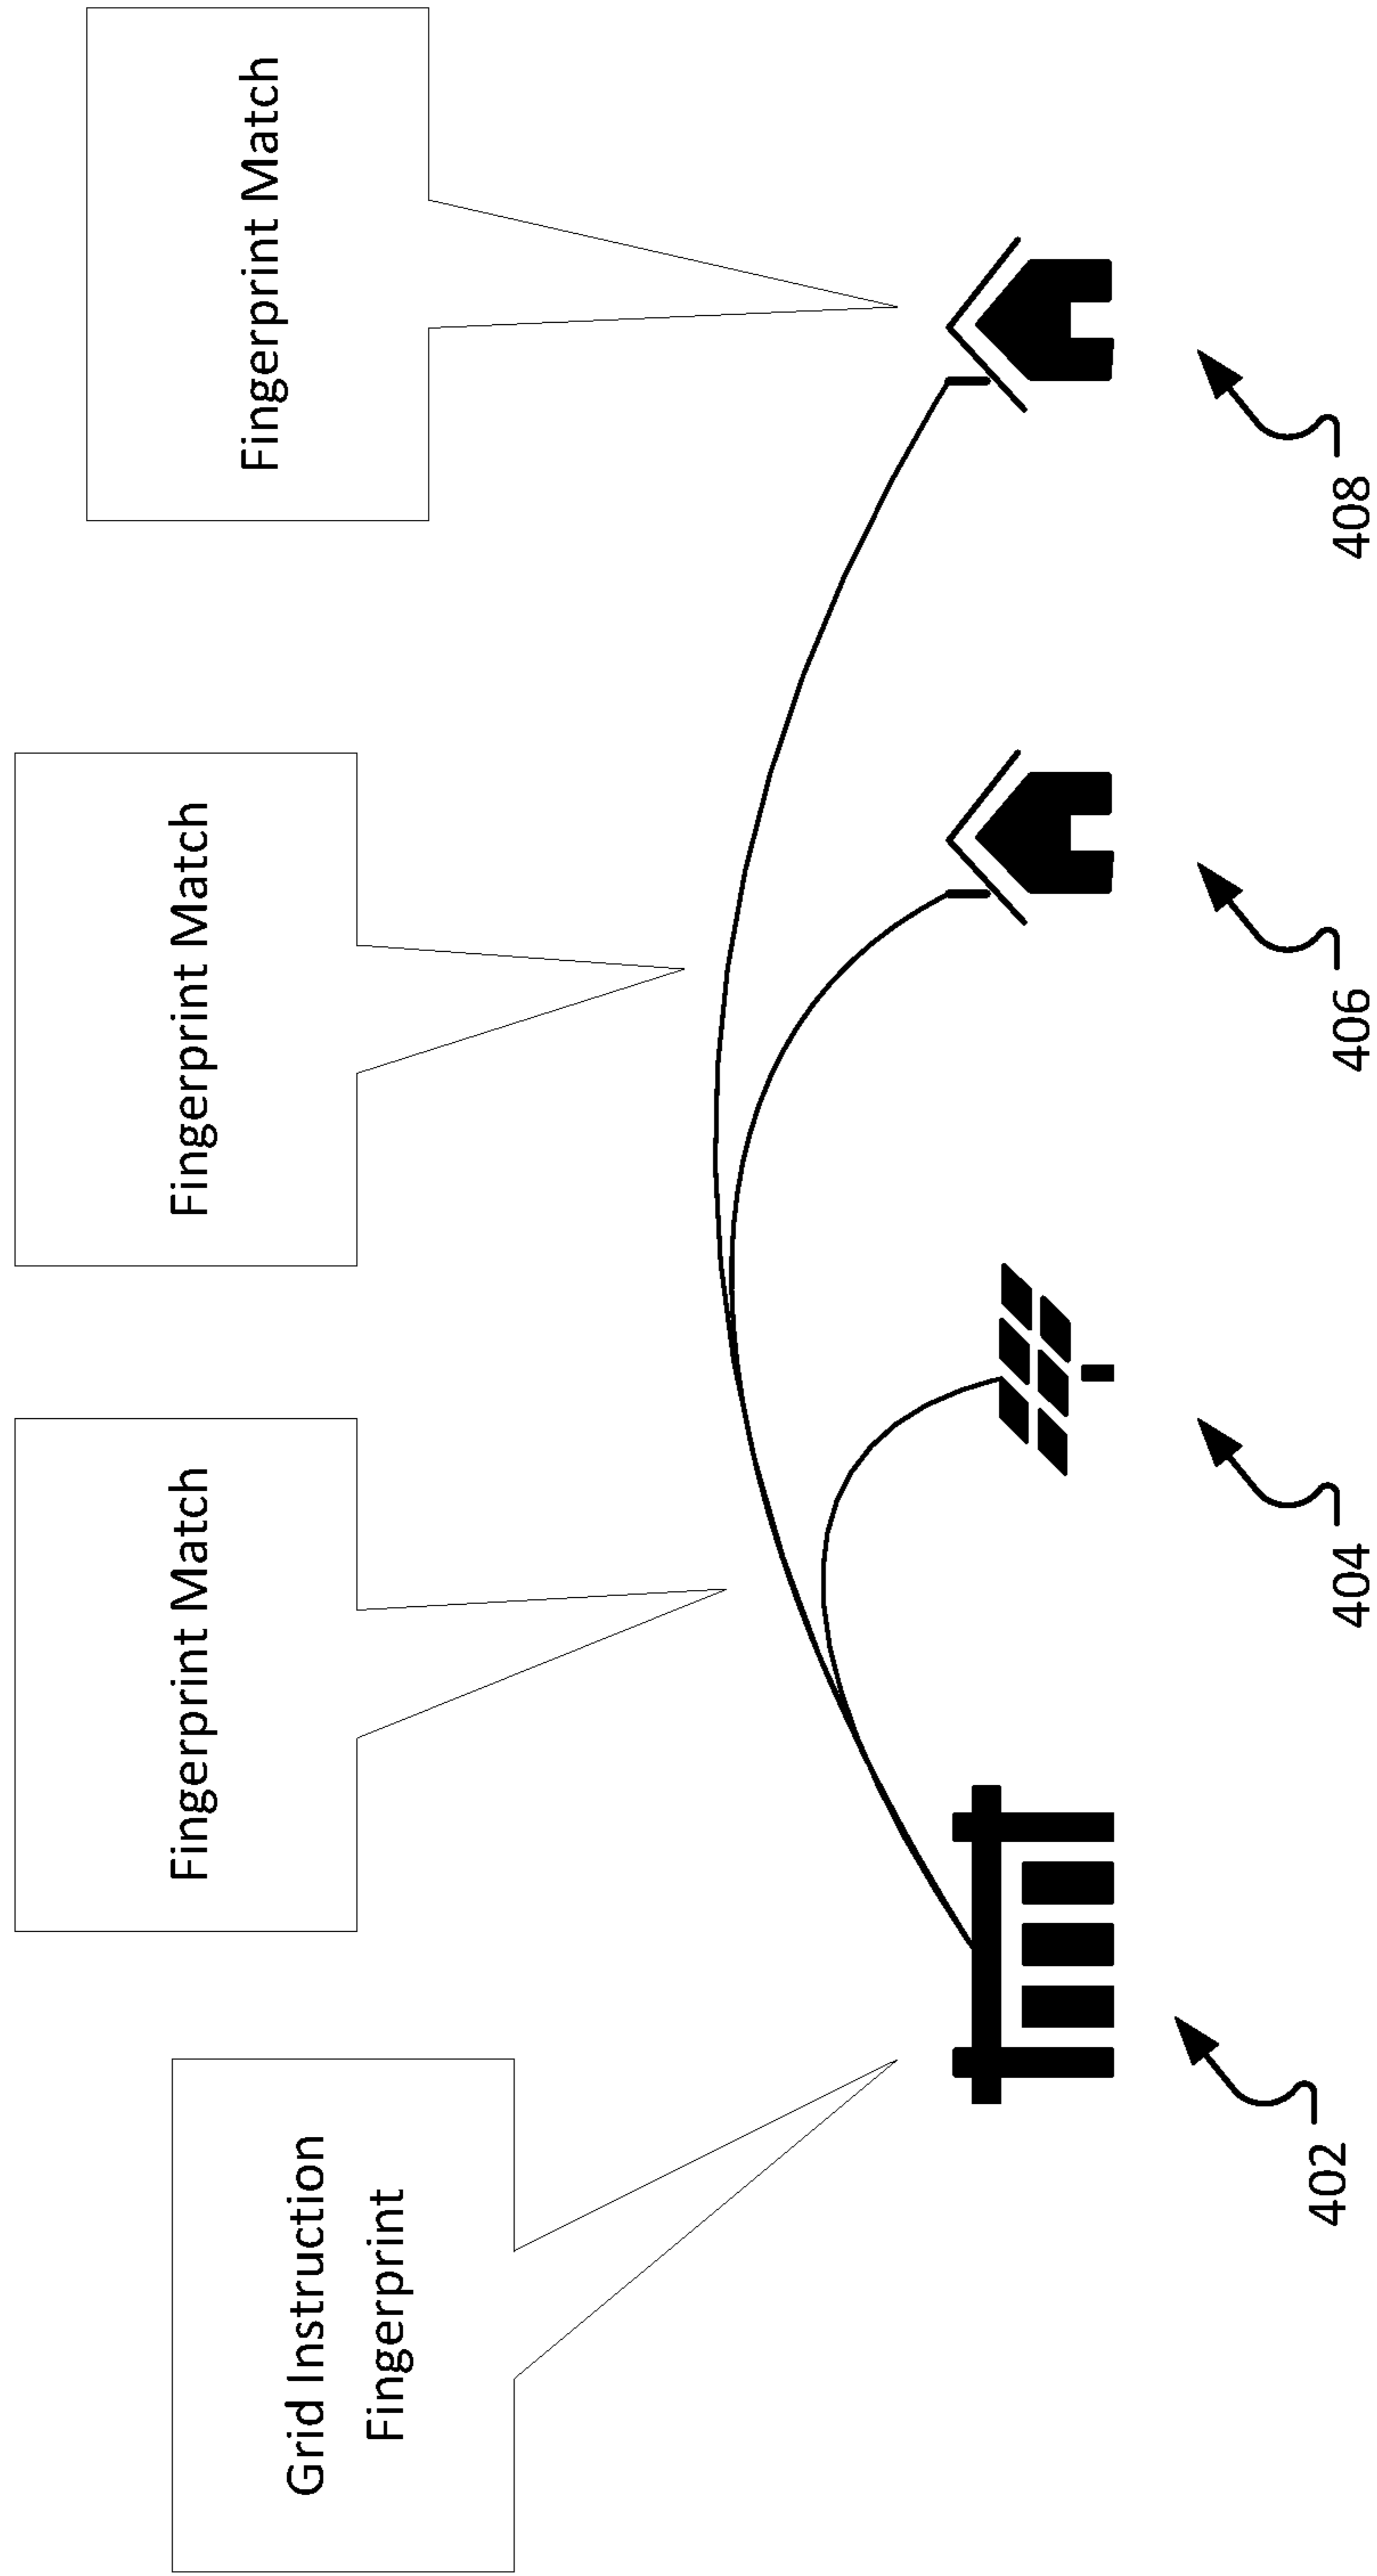 Grid Instruction
Fingerprint
Fingerprint Match
Fingerprint Match
Fingerprint Match
402
404
406
408